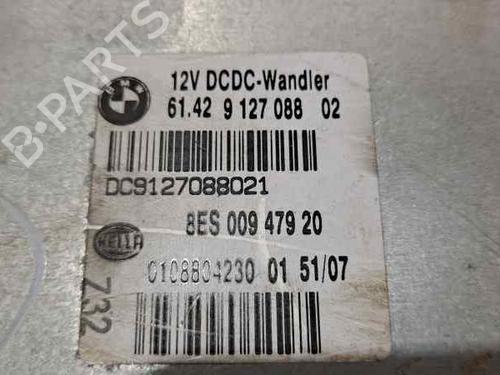 12V DCDC-Wandler
61.42 9 127 088 02
DC9127088021
8ES 009 479 20
HELLA
0108804230 01 51/07
Z32